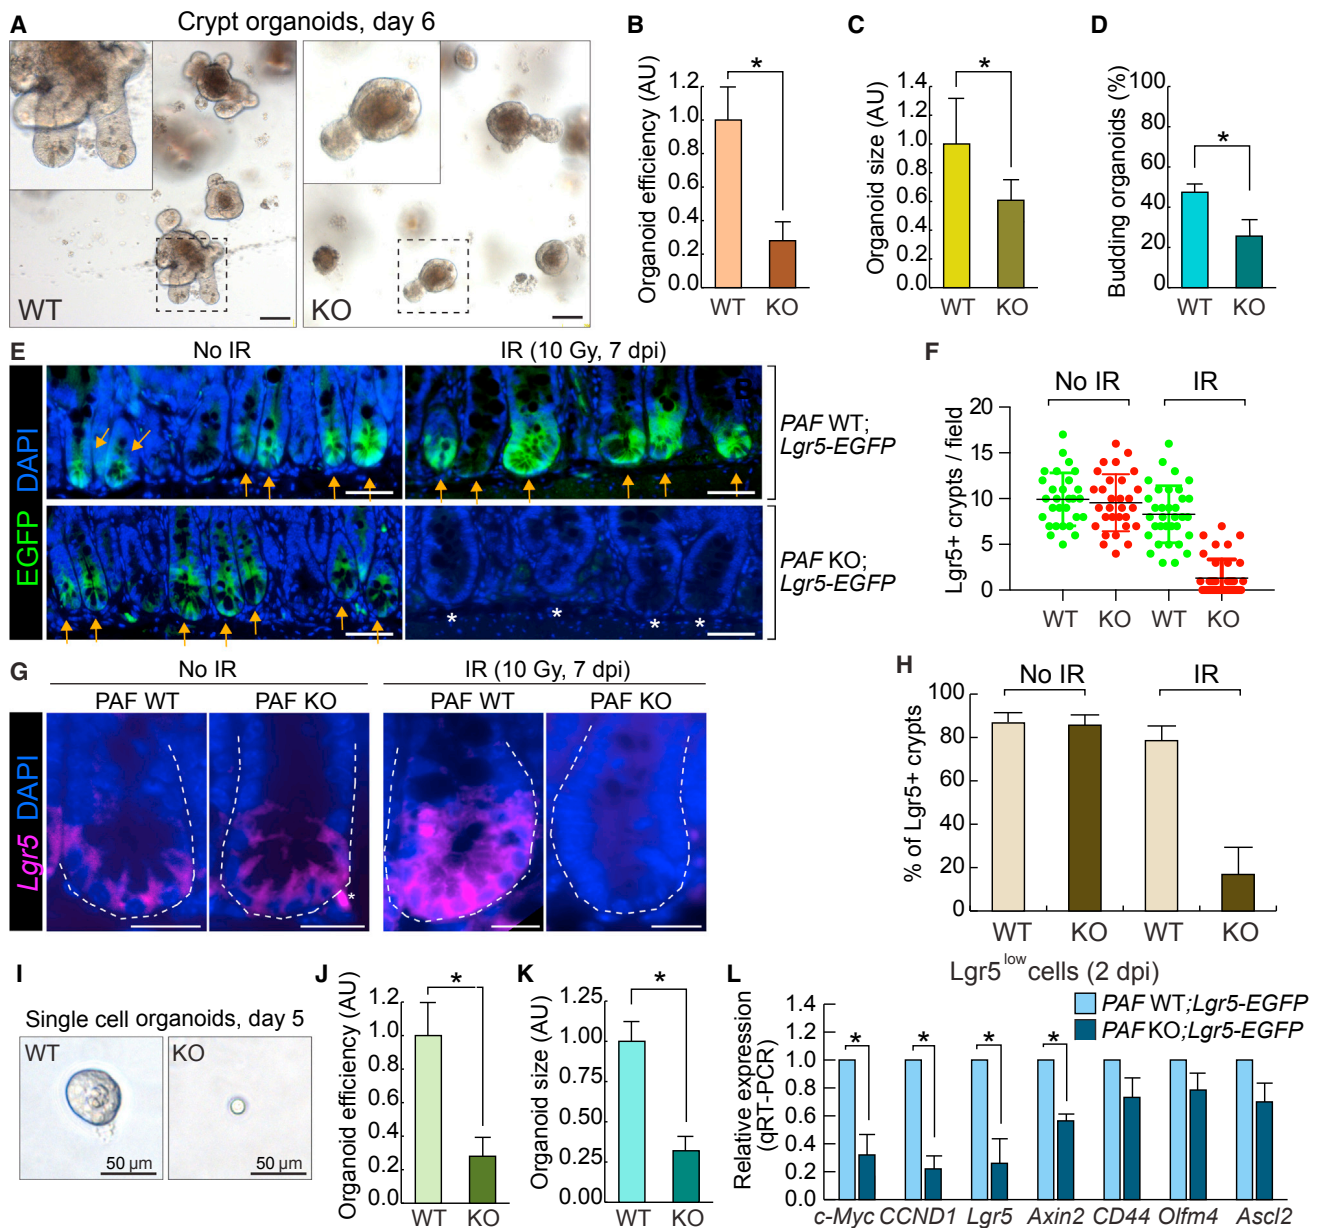 A
Crypt organoids, day 6
WT
KO
B
Organoid efficiency (AU)
1.2
1.0
0.8
0.6
0.4
0.2
0.0
*
WT KO
C
Organoid size (AU)
1.4
1.2
1.0
0.8
0.6
0.4
0.2
0.0
*
WT KO
D
Budding organoids (%)
100
80
60
40
20
0
*
WT KO
E
No IR
IR (10 Gy, 7 dpi)
EGFP DAPI
PAF WT;
Lgr5-EGFP
PAF KO;
Lgr5-EGFP
* * * *
F
No IR IR
Lgr5+ crypts / field
20
15
10
5
0
WT KO WT KO
G
No IR
IR (10 Gy, 7 dpi)
PAF WT PAF KO PAF WT PAF KO
Lgr5 DAPI
*
H
No IR IR
% of Lgr5+ crypts
100
80
60
40
20
0
WT KO WT KO
I
Single cell organoids, day 5
WT
50 µm
KO
50 µm
J
Organoid efficiency (AU)
1.2
1.0
0.8
0.6
0.4
0.2
0.0
*
WT KO
K
Organoid size (AU)
1.25
1.00
0.75
0.50
0.25
0.00
*
WT KO
L
Lgr5low cells (2 dpi)
PAF WT;Lgr5-EGFP
PAF KO;Lgr5-EGFP
Relative expression
(qRT-PCR)
1.4
1.2
1.0
0.8
0.6
0.4
0.2
0.0
* * * *
c-Myc CCND1 Lgr5 Axin2 CD44 Olfm4 Ascl2